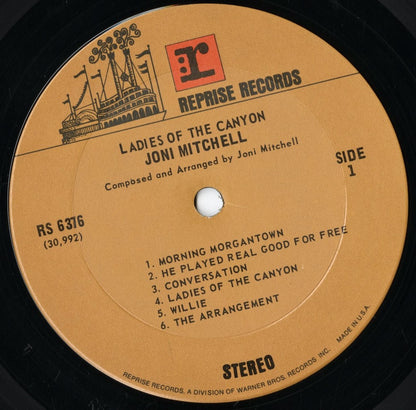 r
REPRISE RECORDS
LADIES OF THE CANYON
JONI MITCHELL
Composed and Arranged by Joni Mitchell
SIDE
1
RS 6376
(30,992)
1. MORNING MORGANTOWN
2. HE PLAYED REAL GOOD FOR FREE
3. CONVERSATION
4. LADIES OF THE CANYON
5. WILLIE
6. THE ARRANGEMENT
STEREO
REPRISE RECORDS, A DIVISION OF WARNER BROS. RECORDS INC. MADE IN U.S.A.